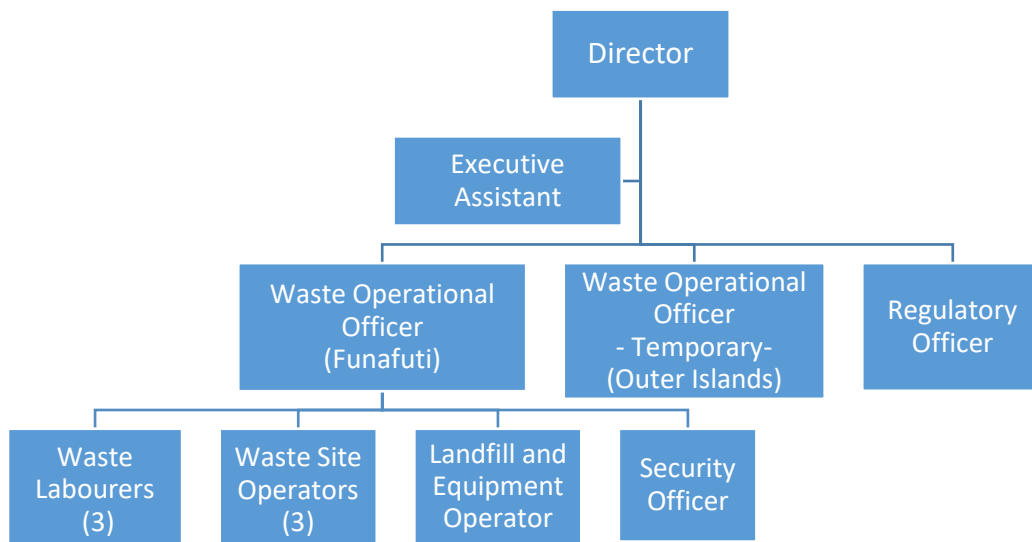 Director
Executive
Assistant
Waste Operational
Officer
(Funafuti)
Waste Operational
Officer
- Temporary-
(Outer Islands)
Regulatory
Officer
Waste
Labourers
(3)
Waste Site
Operators
(3)
Landfill and
Equipment
Operator
Security
Officer